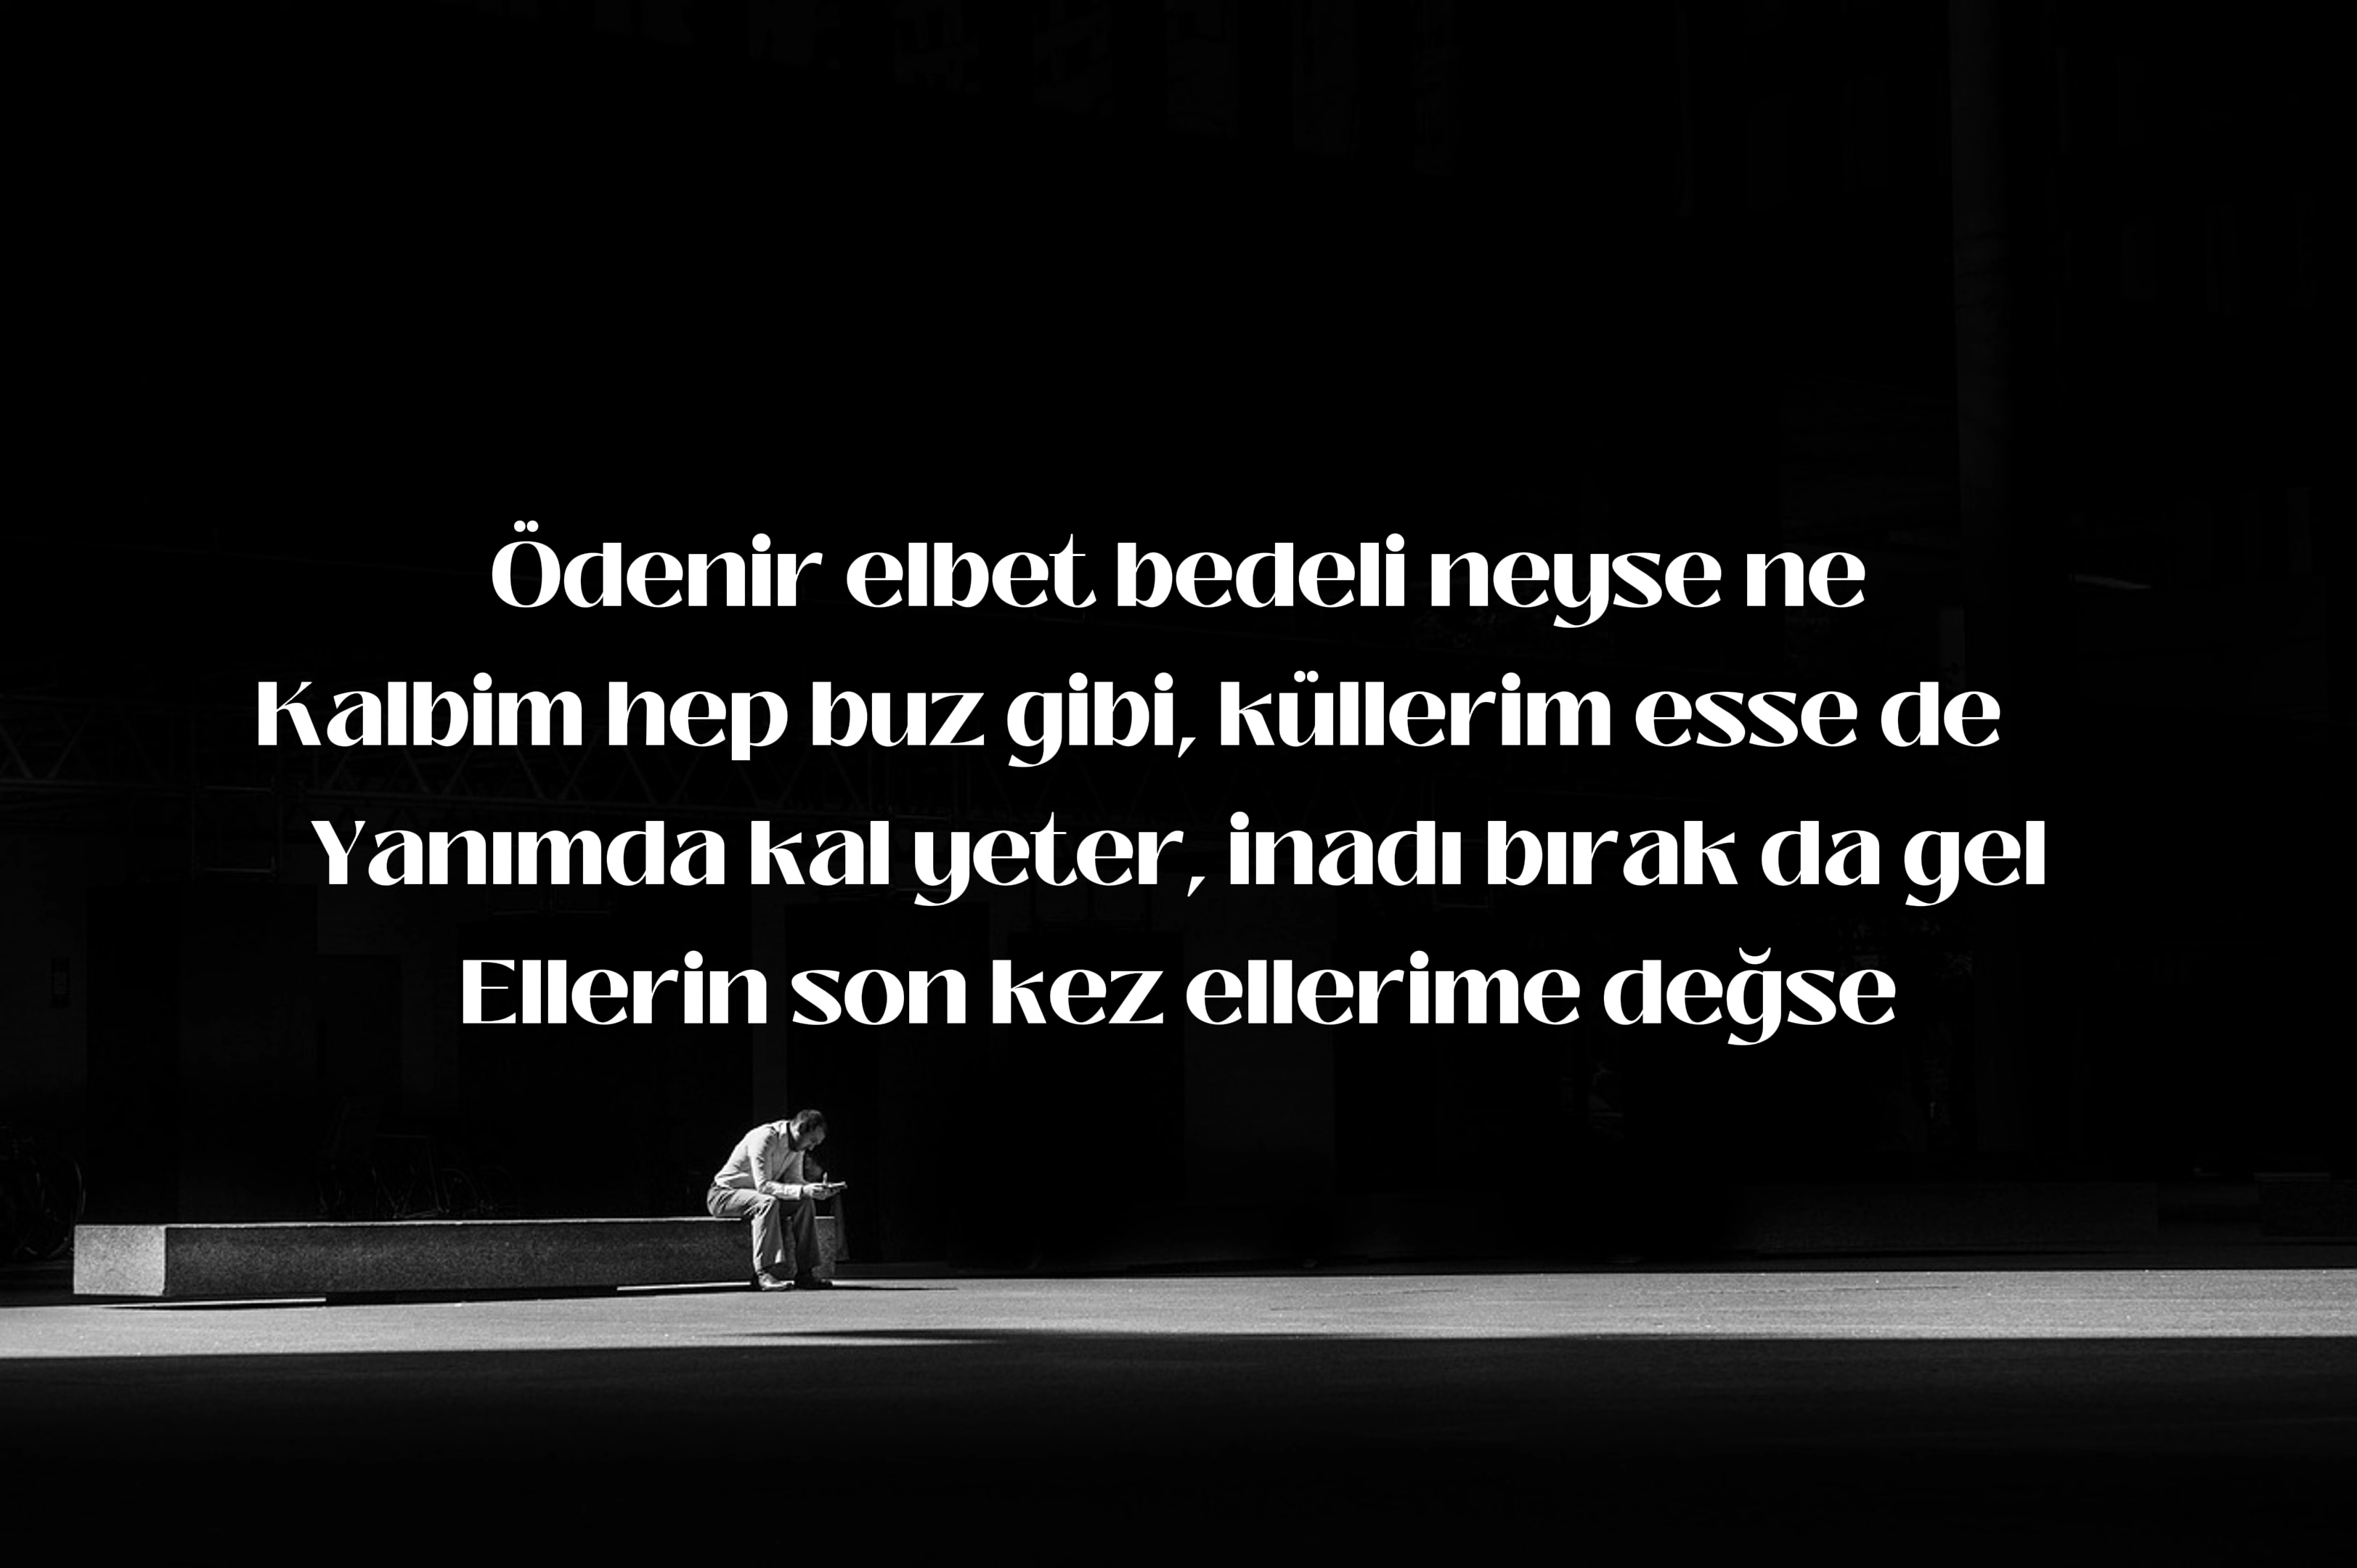 Ödenir elbet bedeli neyse ne
Kalbim hep buz gibi, küllerim esse de
Yanımda kal yeter, inadı bırak da gel
Ellerin son kez ellerime değse